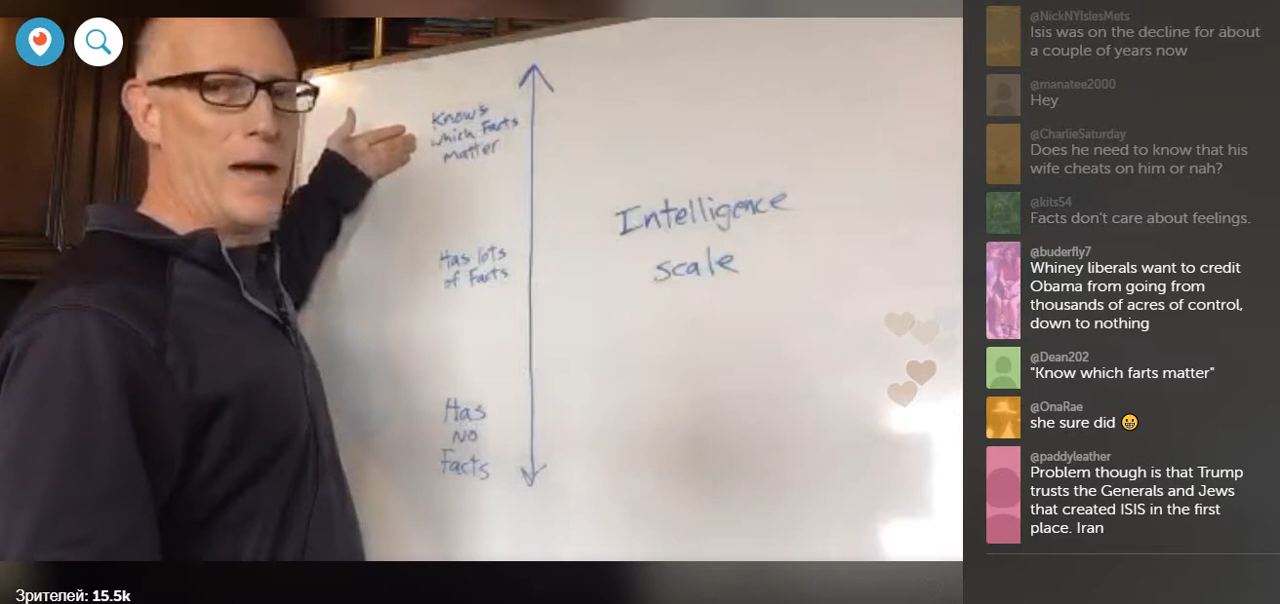 Knows
which Facts
matter
Has lots
of Facts
Has
No
Facts
Intelligence
scale
@NickNYIslesMets
Isis was on the decline for about
a couple of years now
@manatee2000
Hey
@CharlieSaturday
Does he need to know that his
wife cheats on him or nah?
@kits54
Facts don't care about feelings.
@buderfly7
Whiney liberals want to credit
Obama from going from
thousands of acres of control,
down to nothing
@Dean202
"Know which farts matter"
@OnaRae
she sure did 😀
@paddyleather
Problem though is that Trump
trusts the Generals and Jews
that created ISIS in the first
place. Iran
Зрителей: 15.5k